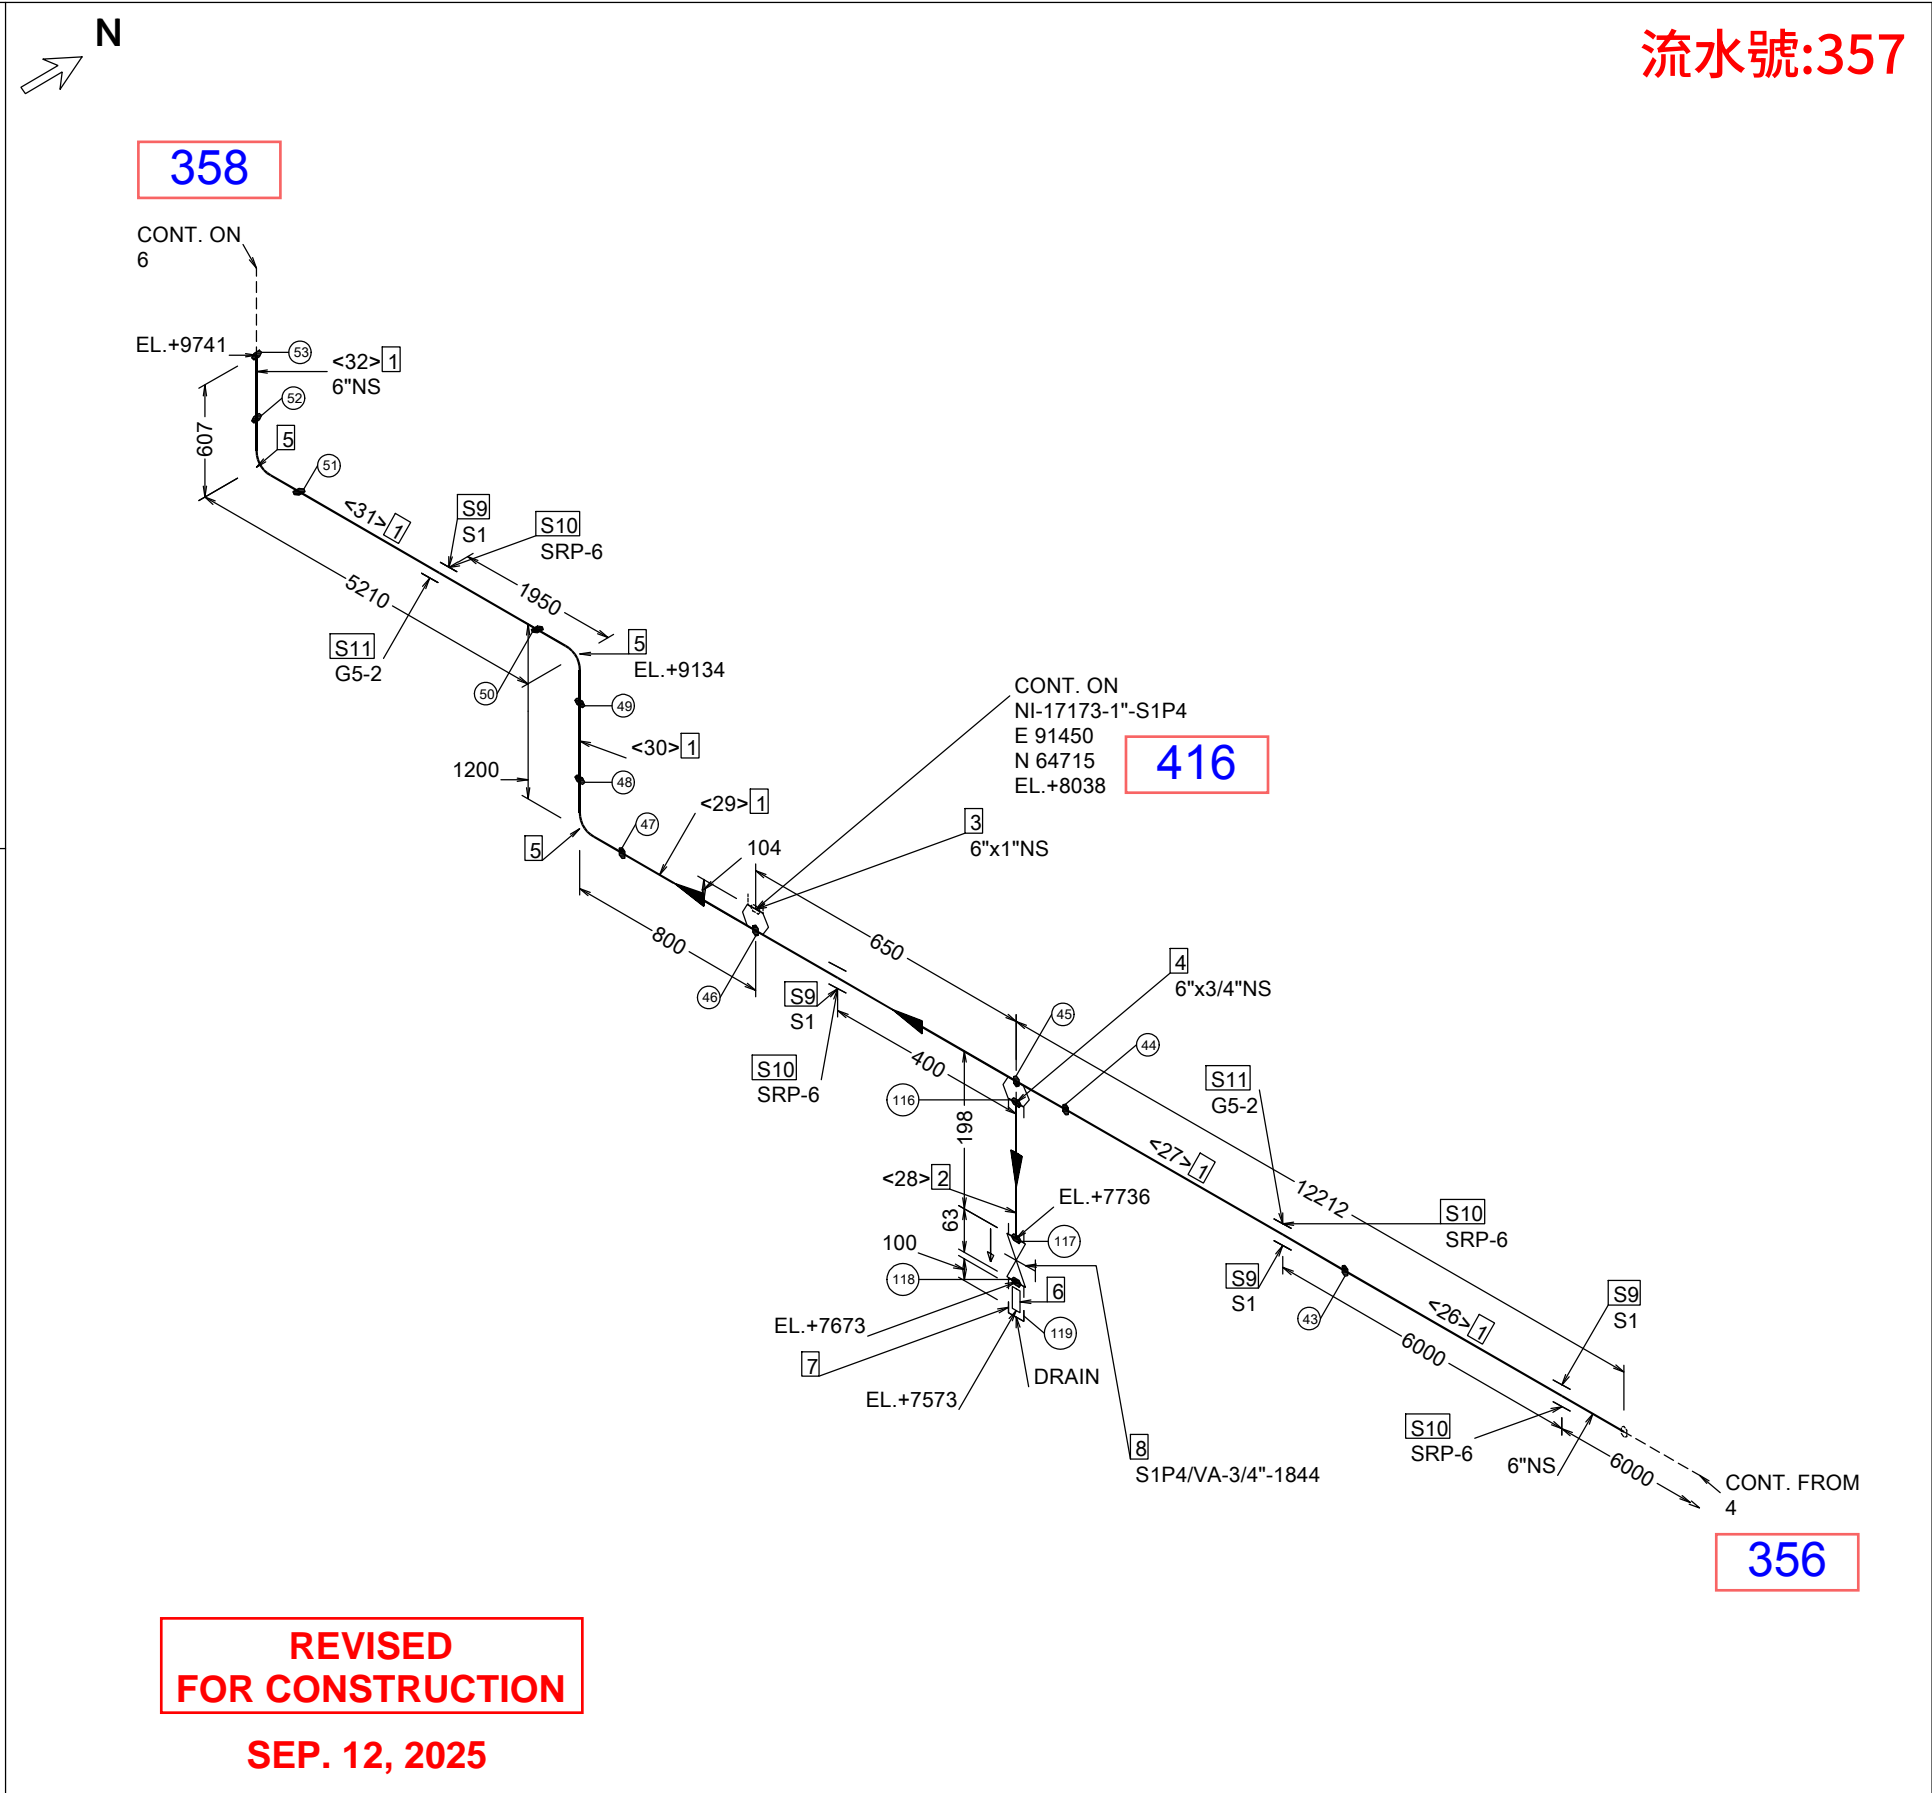 N
流水號:357
358
CONT. ON
6
EL.+9741
53
<32> 1
6"NS
52
607
5
51
<31> 1
S9
S1
S10
SRP-6
5210
1950
S11
G5-2
5
EL.+9134
50
49
<30> 1
1200
48
CONT. ON
NI-17173-1"-S1P4
E 91450
N 64715
EL.+8038
416
<29> 1
47
5
104
3
6"x1"NS
800
650
46
S9
S1
S10
SRP-6
4
6"x3/4"NS
45
44
400
116
198
S11
G5-2
<27> 1
12212
<28> 2
EL.+7736
63
117
100
118
6
S10
SRP-6
S9
S1
43
<26> 1
S9
S1
EL.+7673
119
7
DRAIN
EL.+7573
6000
8
S1P4/VA-3/4"-1844
S10
SRP-6
6"NS
6000
CONT. FROM
4
356
REVISED
FOR CONSTRUCTION
SEP. 12, 2025